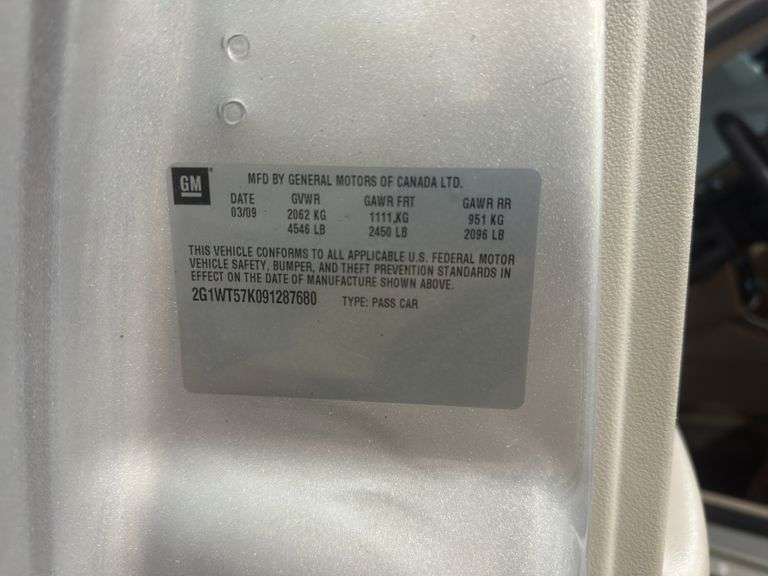 GM MFD BY GENERAL MOTORS OF CANADA LTD.
DATE GVWR GAWR FRT GAWR RR
03/09 2062 KG 1111 KG 951 KG
4546 LB 2450 LB 2096 LB
THIS VEHICLE CONFORMS TO ALL APPLICABLE U.S. FEDERAL MOTOR
VEHICLE SAFETY, BUMPER, AND THEFT PREVENTION STANDARDS IN
EFFECT ON THE DATE OF MANUFACTURE SHOWN ABOVE.
2G1WT57K091287680 TYPE: PASS CAR